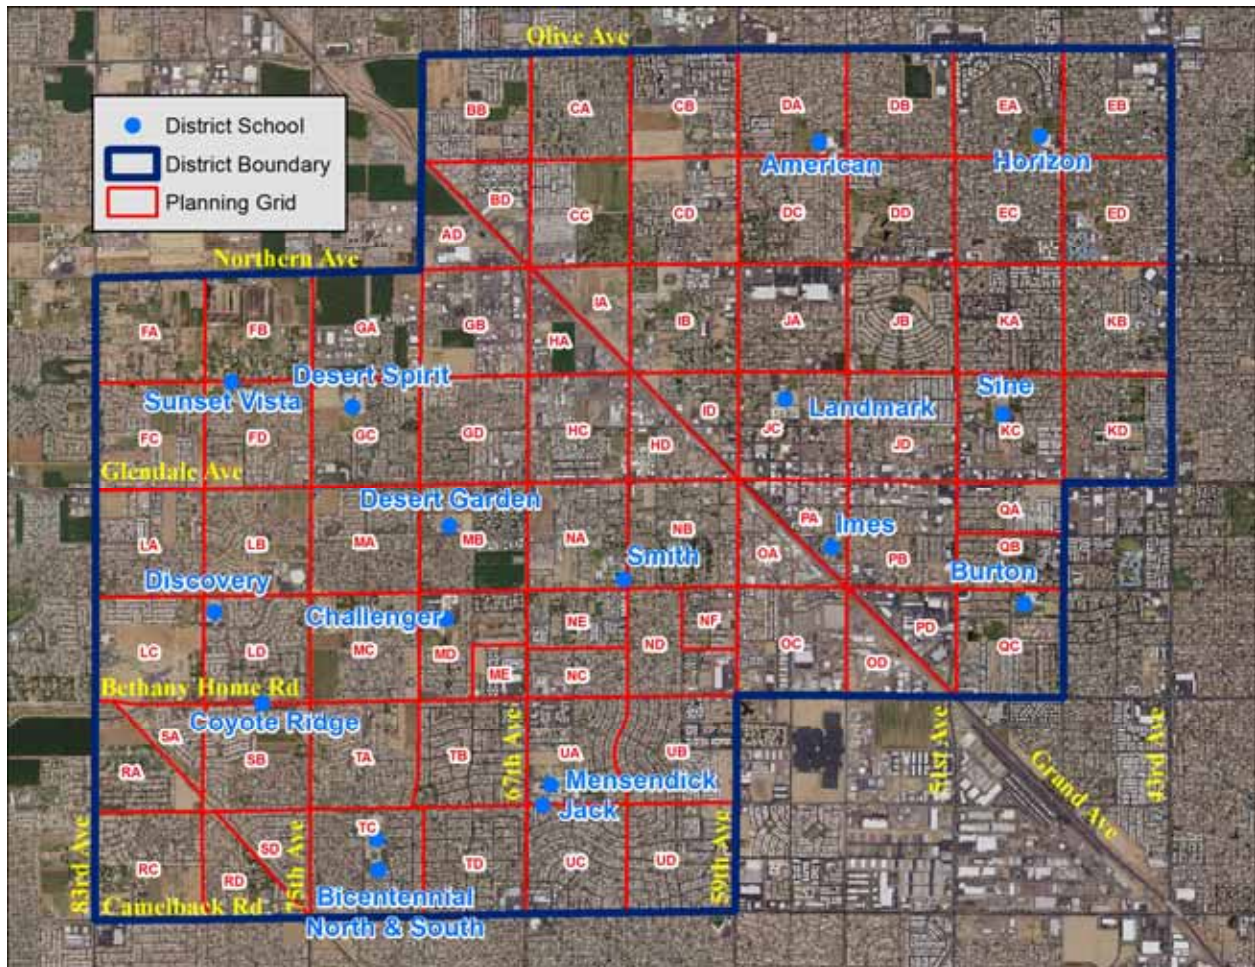 Olive Ave
District School
District Boundary
Planning Grid
BB
CA
CB
DA
DB
EA
EB
American
Horizon
BD
CC
CD
DC
DD
EC
ED
AD
Northern Ave
FA
FB
GA
GB
HA
IA
IB
JA
JB
KA
KB
Desert Spirit
Sunset Vista
Sine
Landmark
FC
FD
GC
GD
HC
HD
ID
JC
JD
KC
KD
Glendale Ave
Desert Garden
LA
LB
MA
MB
NA
NB
OA
PA
Imes
PB
QA
QB
Smith
Burton
Discovery
Challenger
LC
LD
MC
MD
ME
NE
NC
ND
NF
OC
OD
PD
QC
Bethany Home Rd
Coyote Ridge
SA
RA
SB
TA
TB
67th Ave
UA
UB
51st Ave
Grand Ave
43rd Ave
Mensendick
Jack
83rd Ave
RC
RD
SD
75th Ave
TC
TD
UC
UD
59th Ave
Camelback Rd
Bicentennial
North & South